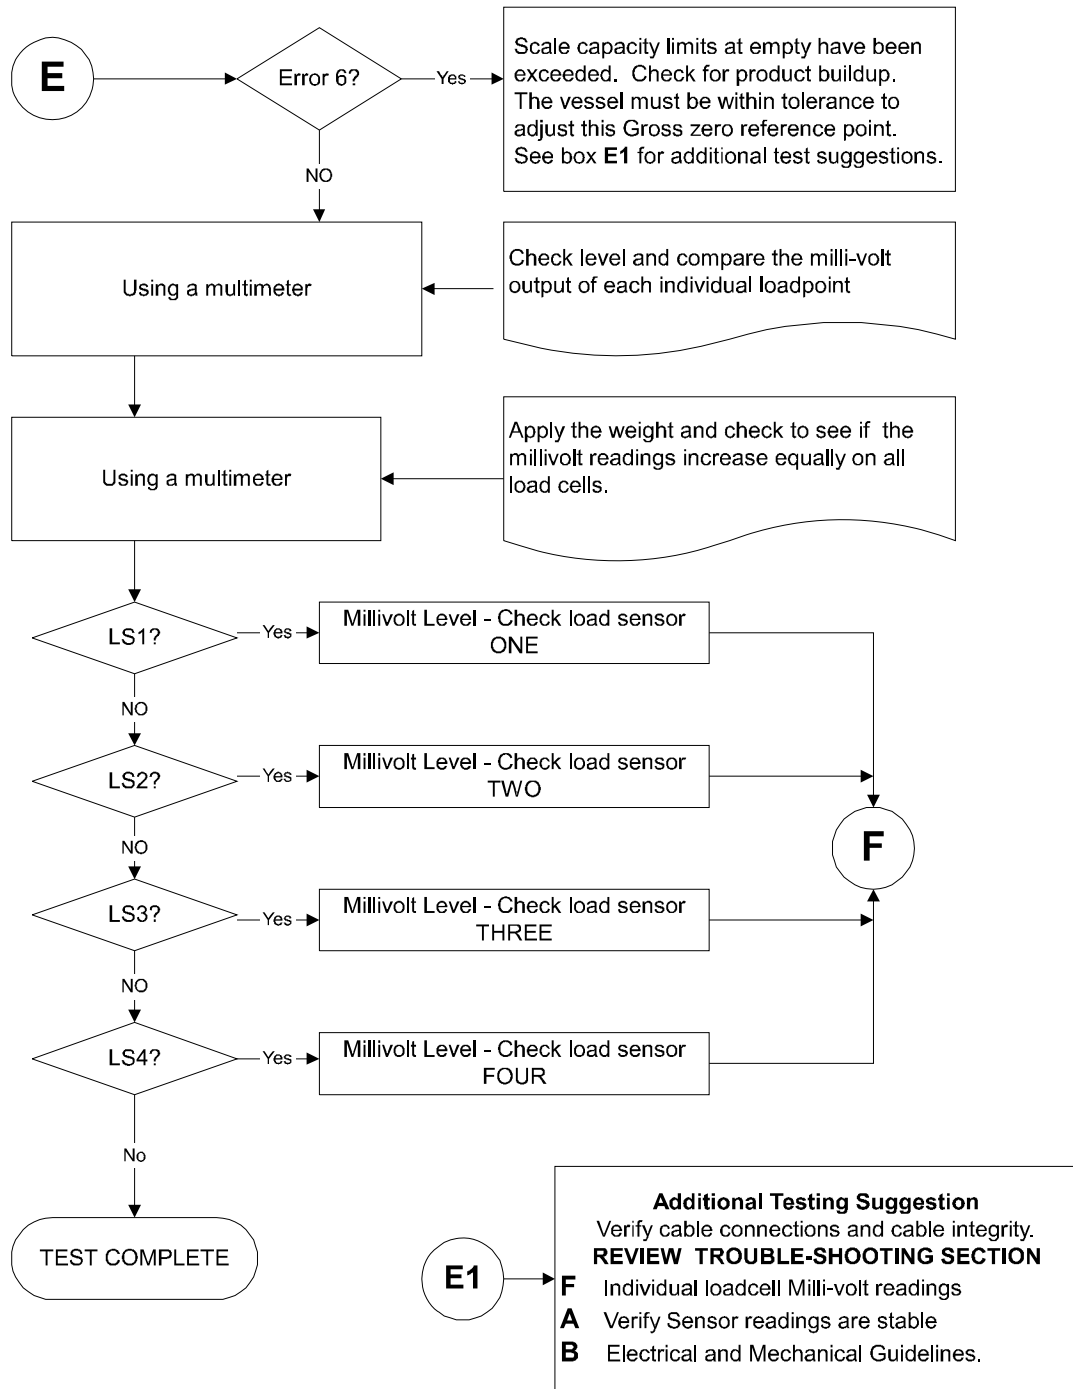 E
Error 6?
Yes
Scale capacity limits at empty have been
exceeded. Check for product buildup.
The vessel must be within tolerance to
adjust this Gross zero reference point.
See box E1 for additional test suggestions.
NO
Using a multimeter
Check level and compare the milli-volt
output of each individual loadpoint
Using a multimeter
Apply the weight and check to see if the
millivolt readings increase equally on all
load cells.
LS1?
Yes
Millivolt Level - Check load sensor
ONE
NO
LS2?
Yes
Millivolt Level - Check load sensor
TWO
F
NO
LS3?
Yes
Millivolt Level - Check load sensor
THREE
NO
LS4?
Yes
Millivolt Level - Check load sensor
FOUR
No
TEST COMPLETE
E1
Additional Testing Suggestion
Verify cable connections and cable integrity.
REVIEW TROUBLE-SHOOTING SECTION
F Individual loadcell Milli-volt readings
A Verify Sensor readings are stable
B Electrical and Mechanical Guidelines.